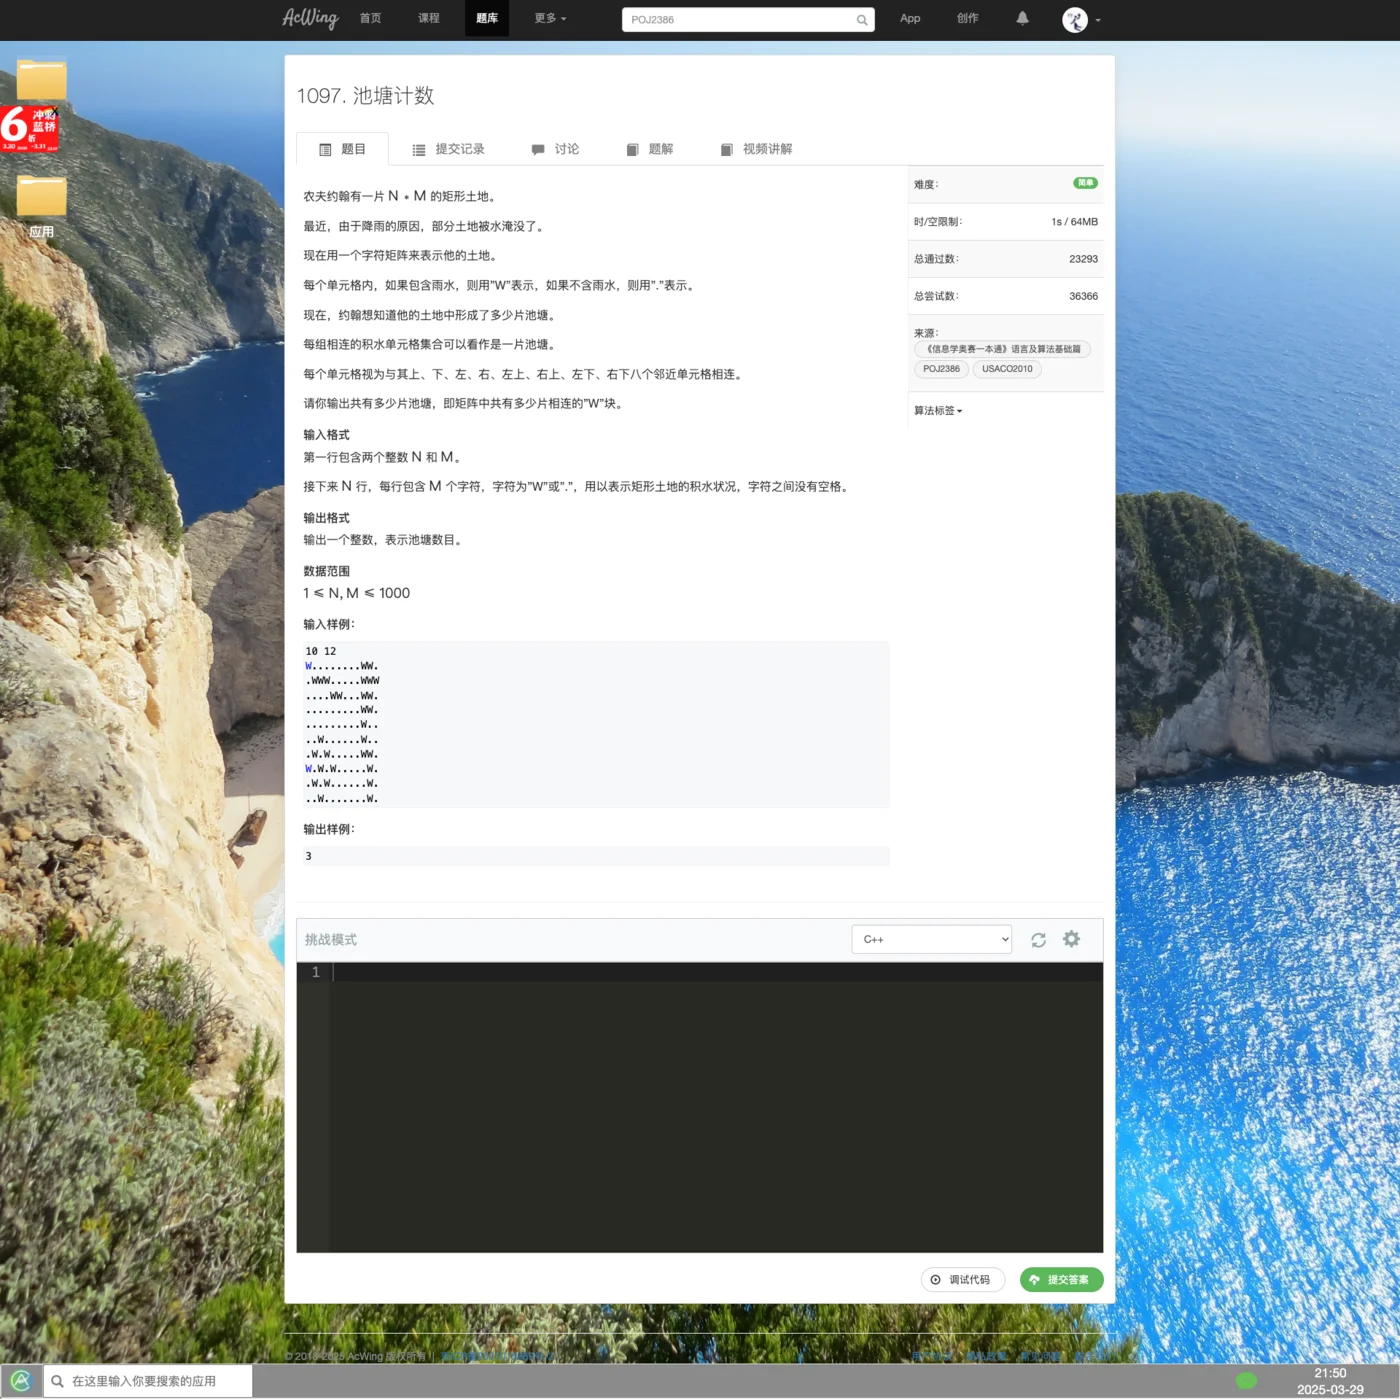 AcWing 首页 课程 题库 更多 POJ2386 App 创作
1097. 池塘计数
题目 提交记录 讨论 题解 视频讲解
农夫约翰有一片 N ∗ M 的矩形土地。
最近，由于降雨的原因，部分土地被水淹没了。
现在用一个字符矩阵来表示他的土地。
每个单元格内，如果包含雨水，则用”W”表示，如果不含雨水，则用”.”表示。
现在，约翰想知道他的土地中形成了多少片池塘。
每组相连的积水单元格集合可以看作是一片池塘。
每个单元格视为与其上、下、左、右、左上、右上、左下、右下八个邻近单元格相连。
请你输出共有多少片池塘，即矩阵中共有多少片相连的”W”块。
输入格式
第一行包含两个整数 N 和 M。
接下来 N 行，每行包含 M 个字符，字符为”W”或”.”，用以表示矩形土地的积水状况，字符之间没有空格。
输出格式
输出一个整数，表示池塘数目。
数据范围
1 ≤ N, M ≤ 1000
输入样例：
10 12
W........WW.
.WWW.....WWW
....WW...WW.
.........WW.
.........W..
..W......W..
.W.W.....WW.
W.W.W.....W.
.W.W......W.
..W.......W.
输出样例：
3
难度： 简单
时/空限制： 1s / 64MB
总通过数： 23293
总尝试数： 36366
来源：
《信息学奥赛一本通》语言及算法基础篇
POJ2386 USACO2010
算法标签
挑战模式 C++
1
调试代码 提交答案
6 冲刺
蓝桥
折
应用
© 2018-2025 AcWing 版权所有 |
在这里输入你要搜索的应用
21:50
2025-03-29